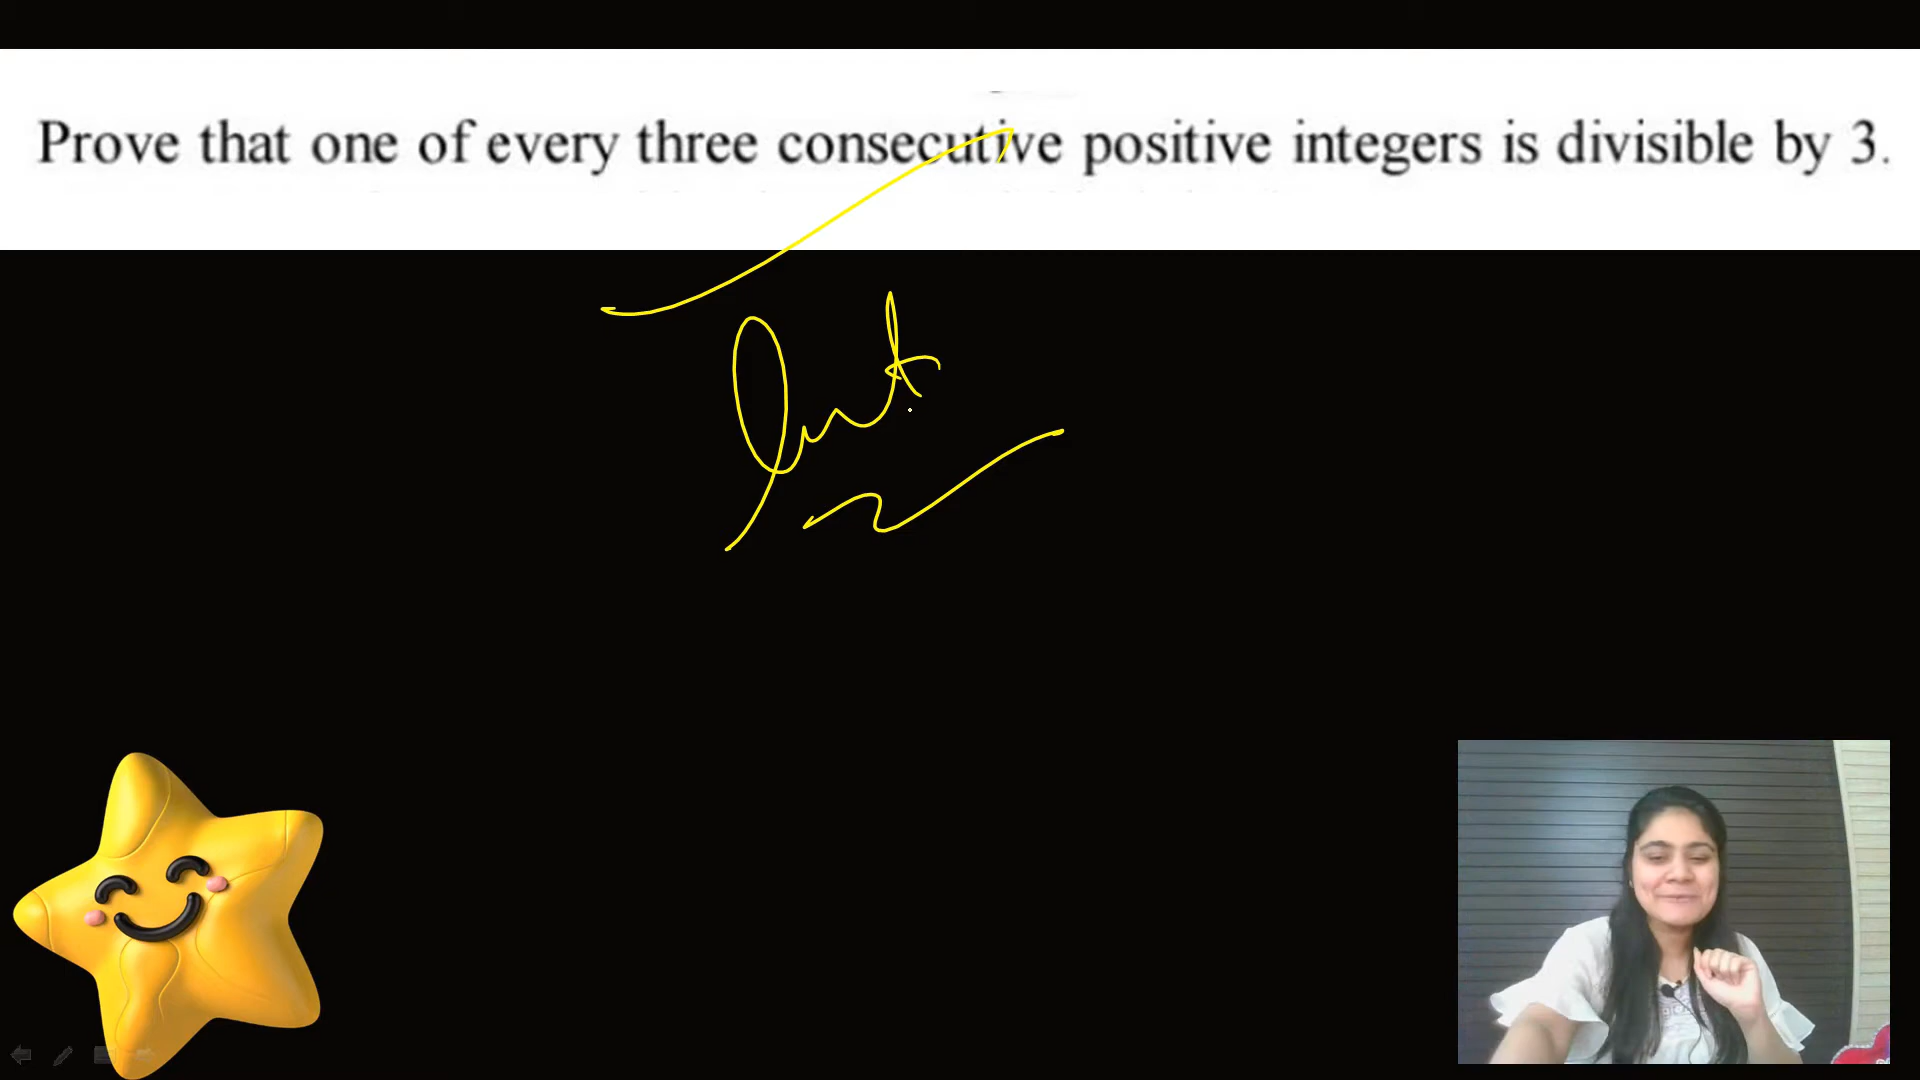 Prove that one of every three consecutive positive integers is divisible by 3.